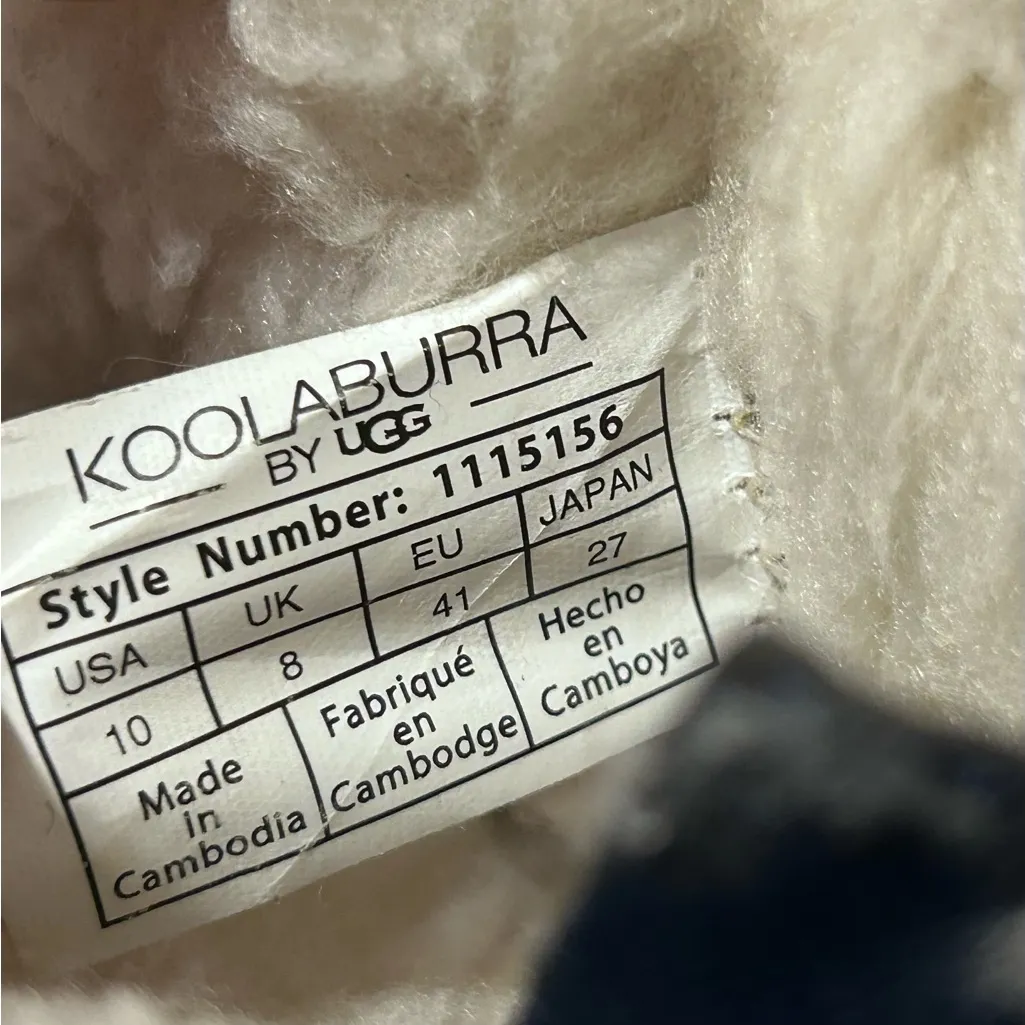 KOOLABURRA
BY UGG
Style Number: 1115156
USA UK EU JAPAN
10 8 41 27
Made in Cambodia
Fabriqué en Cambodge
Hecho en Camboya